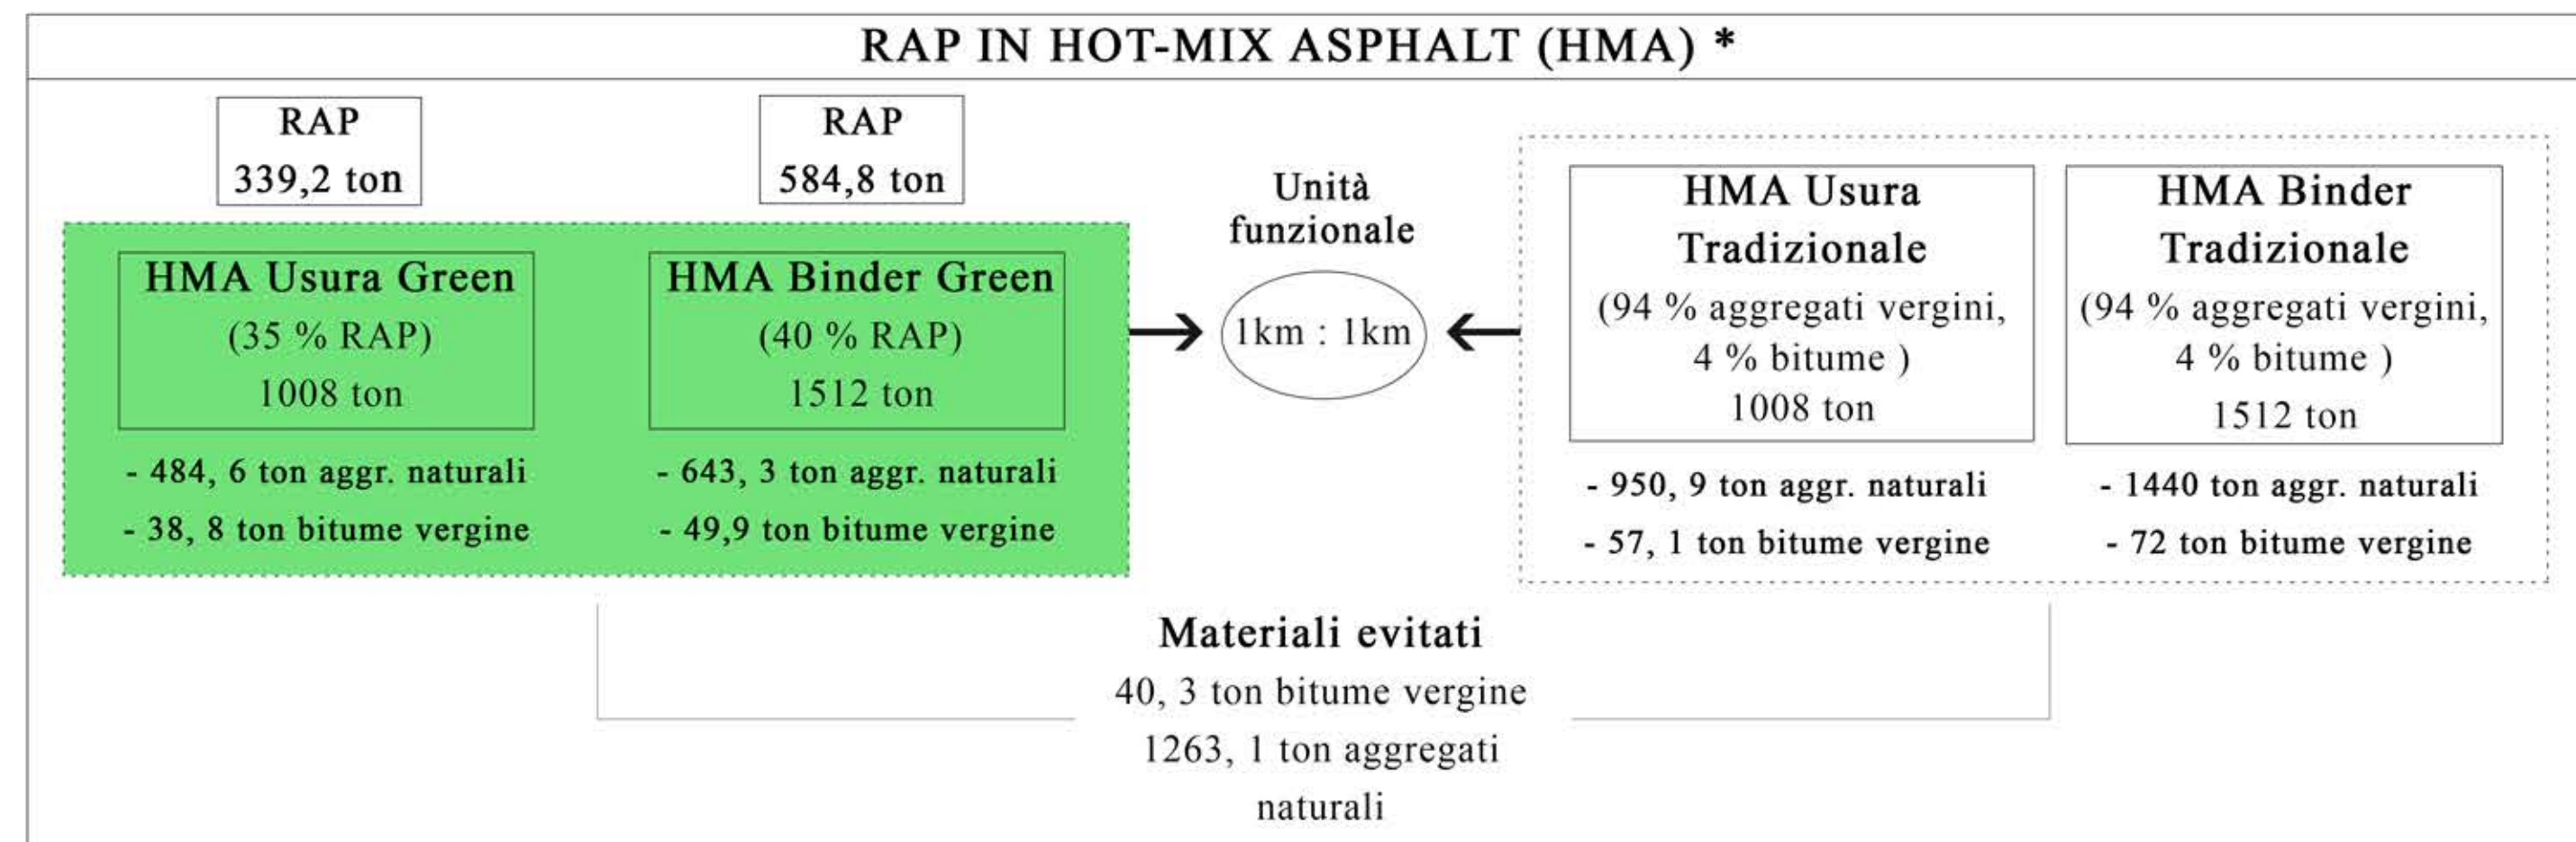 RAP IN HOT-MIX ASPHALT (HMA) *
RAP
339,2 ton
RAP
584,8 ton
HMA Usura Green
(35 % RAP)
1008 ton
- 484, 6 ton aggr. naturali
- 38, 8 ton bitume vergine
HMA Binder Green
(40 % RAP)
1512 ton
- 643, 3 ton aggr. naturali
- 49,9 ton bitume vergine
Unità
funzionale
1km : 1km
HMA Usura
Tradizionale
(94 % aggregati vergini,
4 % bitume )
1008 ton
- 950, 9 ton aggr. naturali
- 57, 1 ton bitume vergine
HMA Binder
Tradizionale
(94 % aggregati vergini,
4 % bitume )
1512 ton
- 1440 ton aggr. naturali
- 72 ton bitume vergine
Materiali evitati
40, 3 ton bitume vergine
1263, 1 ton aggregati
naturali